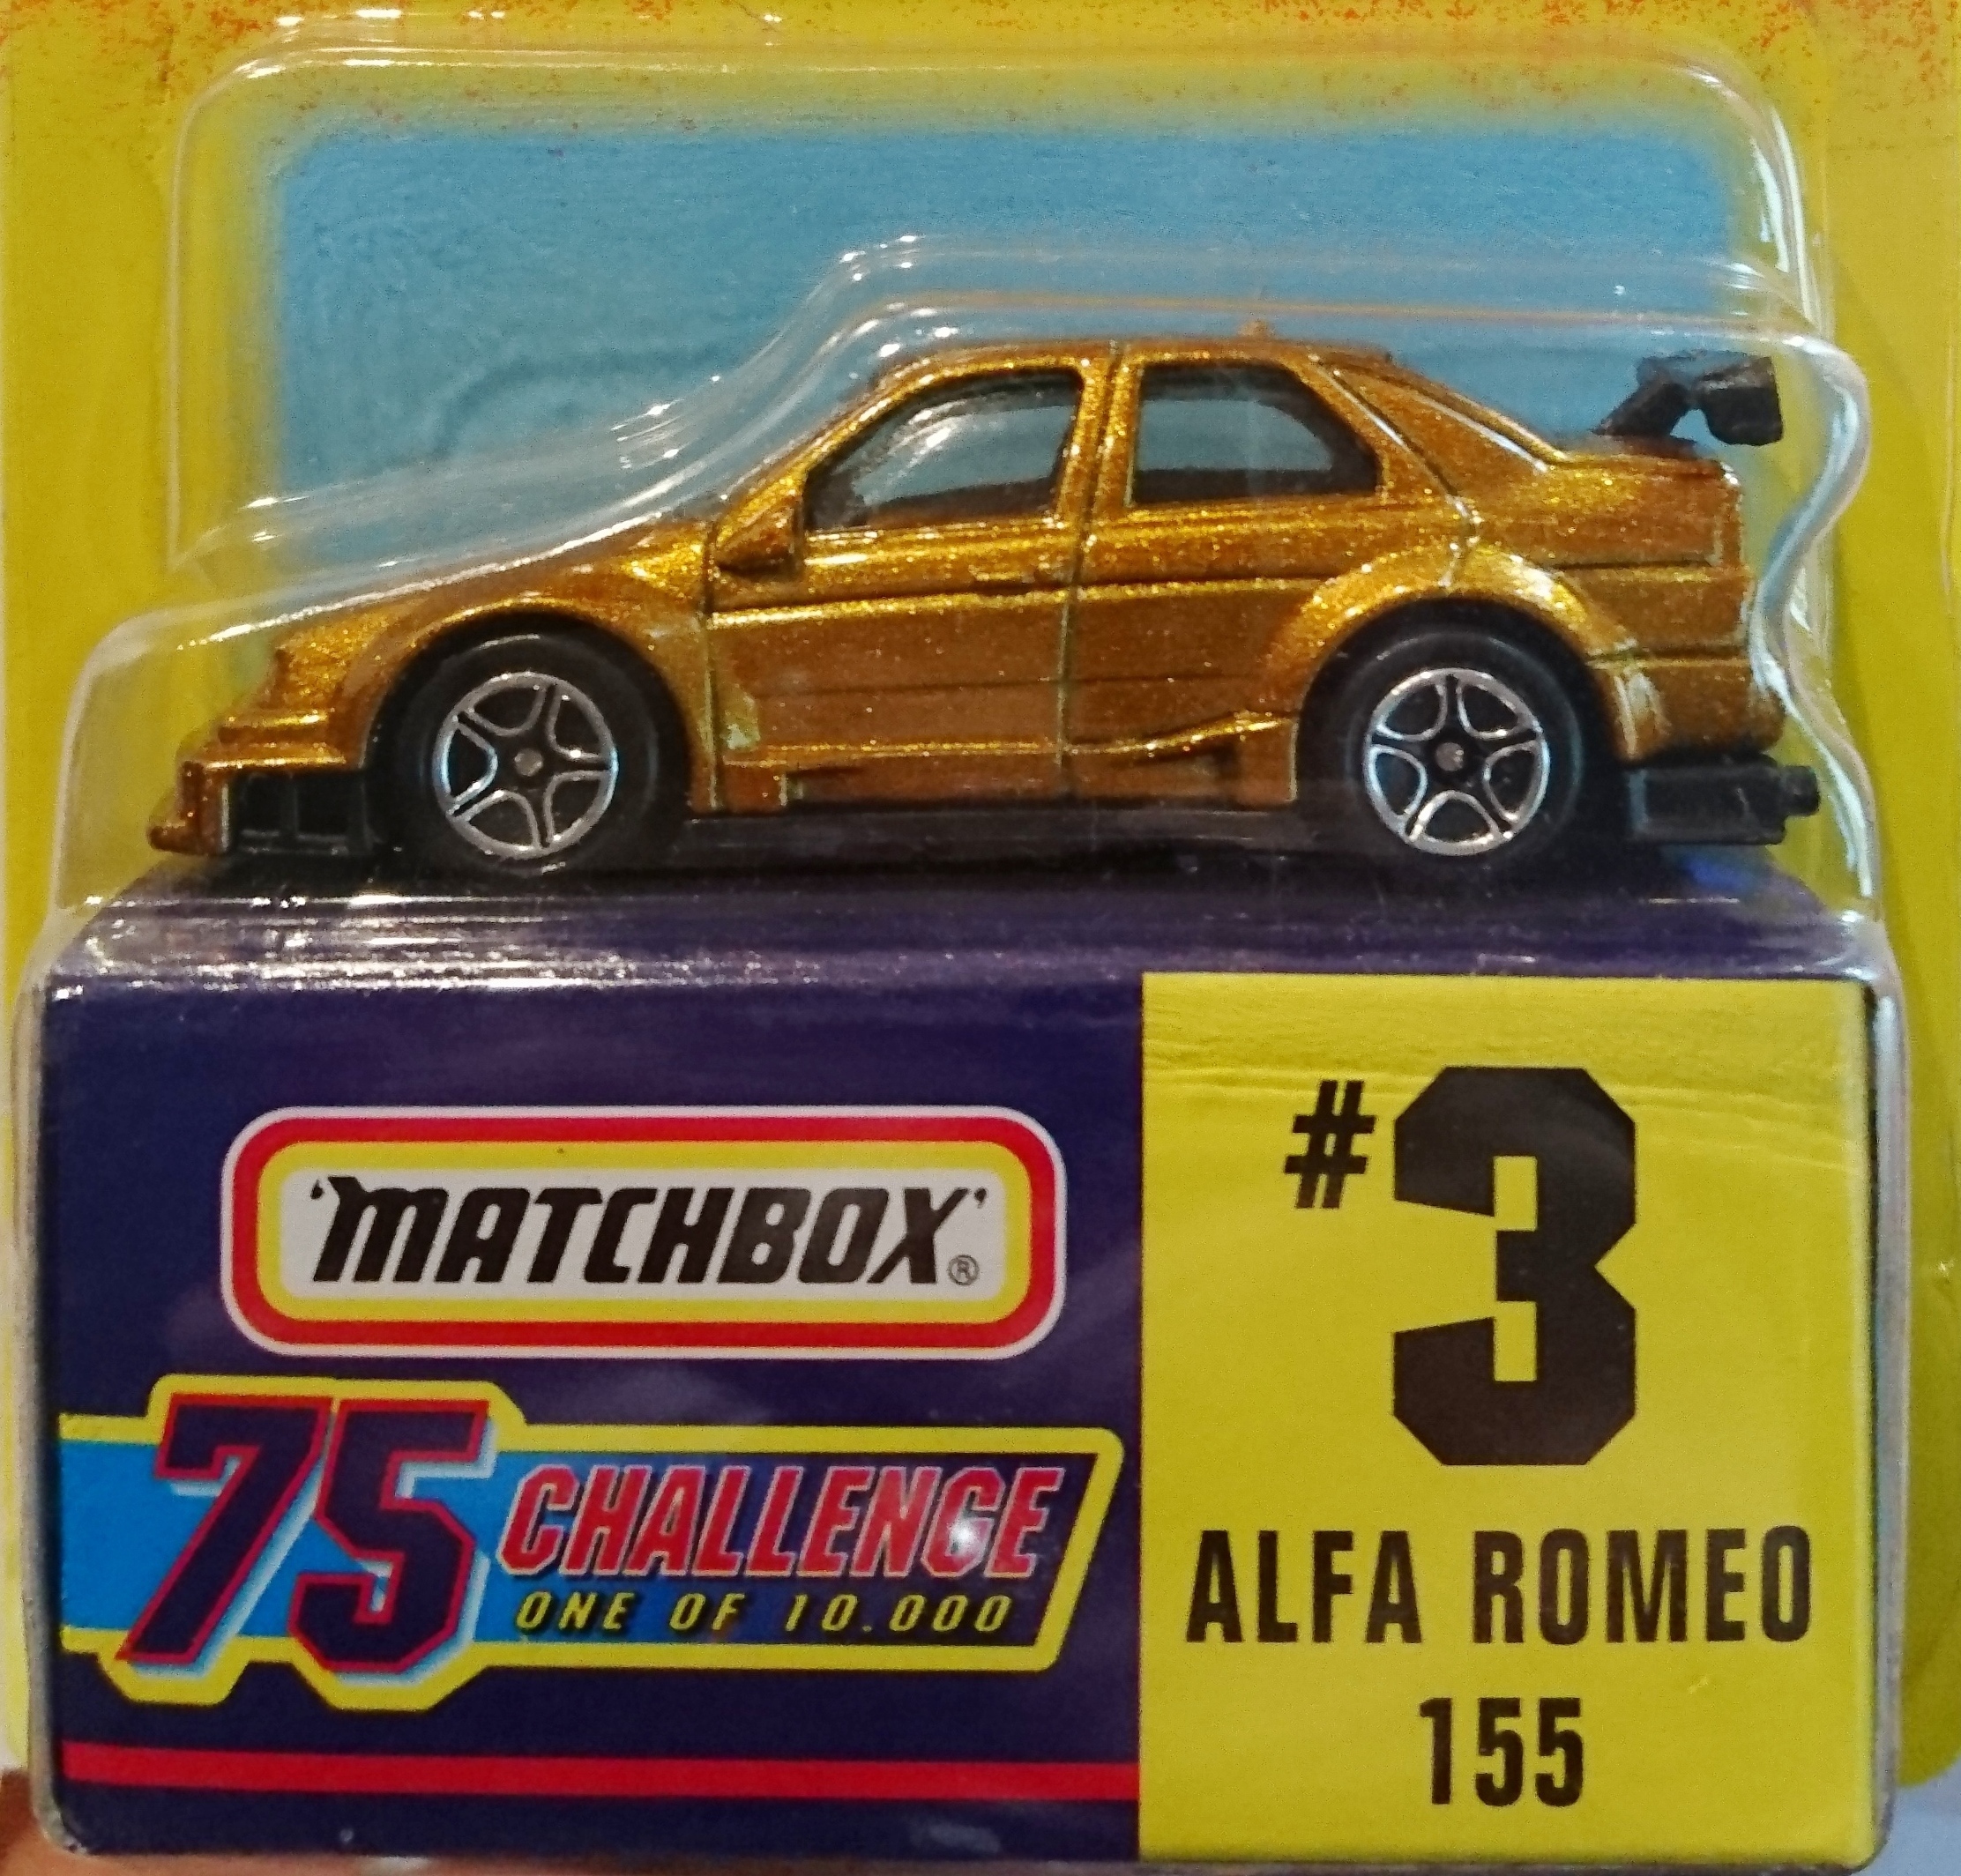 'MATCHBOX'®
75 CHALLENGE
ONE OF 10.000
#3
ALFA ROMEO
155